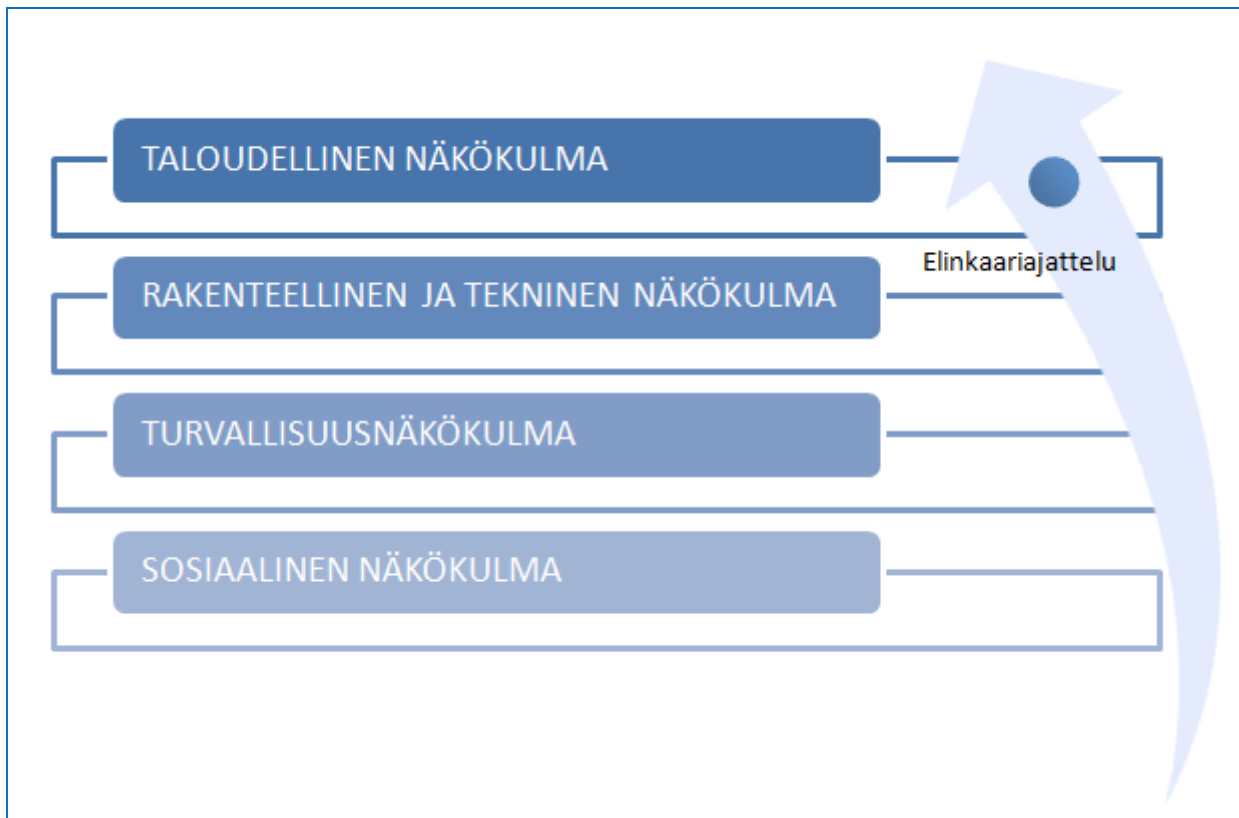 TALOUDELLINEN NÄKÖKULMA
Elinkaariajattelu
RAKENTEELLINEN JA TEKNINEN NÄKÖKULMA
TURVALLISUUSNÄKÖKULMA
SOSIAALINEN NÄKÖKULMA